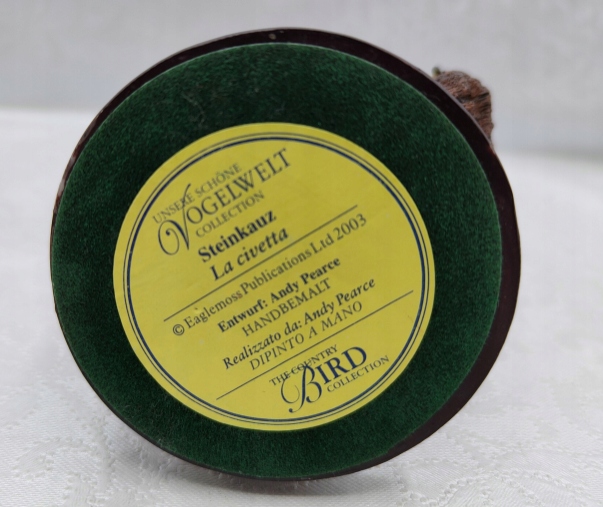 UNSERE SCHÖNE
VOGELWELT
COLLECTION
Steinkauz
La civetta
© Eaglemoss Publications Ltd 2003
Entwurf: Andy Pearce
HANDBEMALT
Realizzato da: Andy Pearce
DIPINTO A MANO
THE COUNTRY
BIRD
COLLECTION